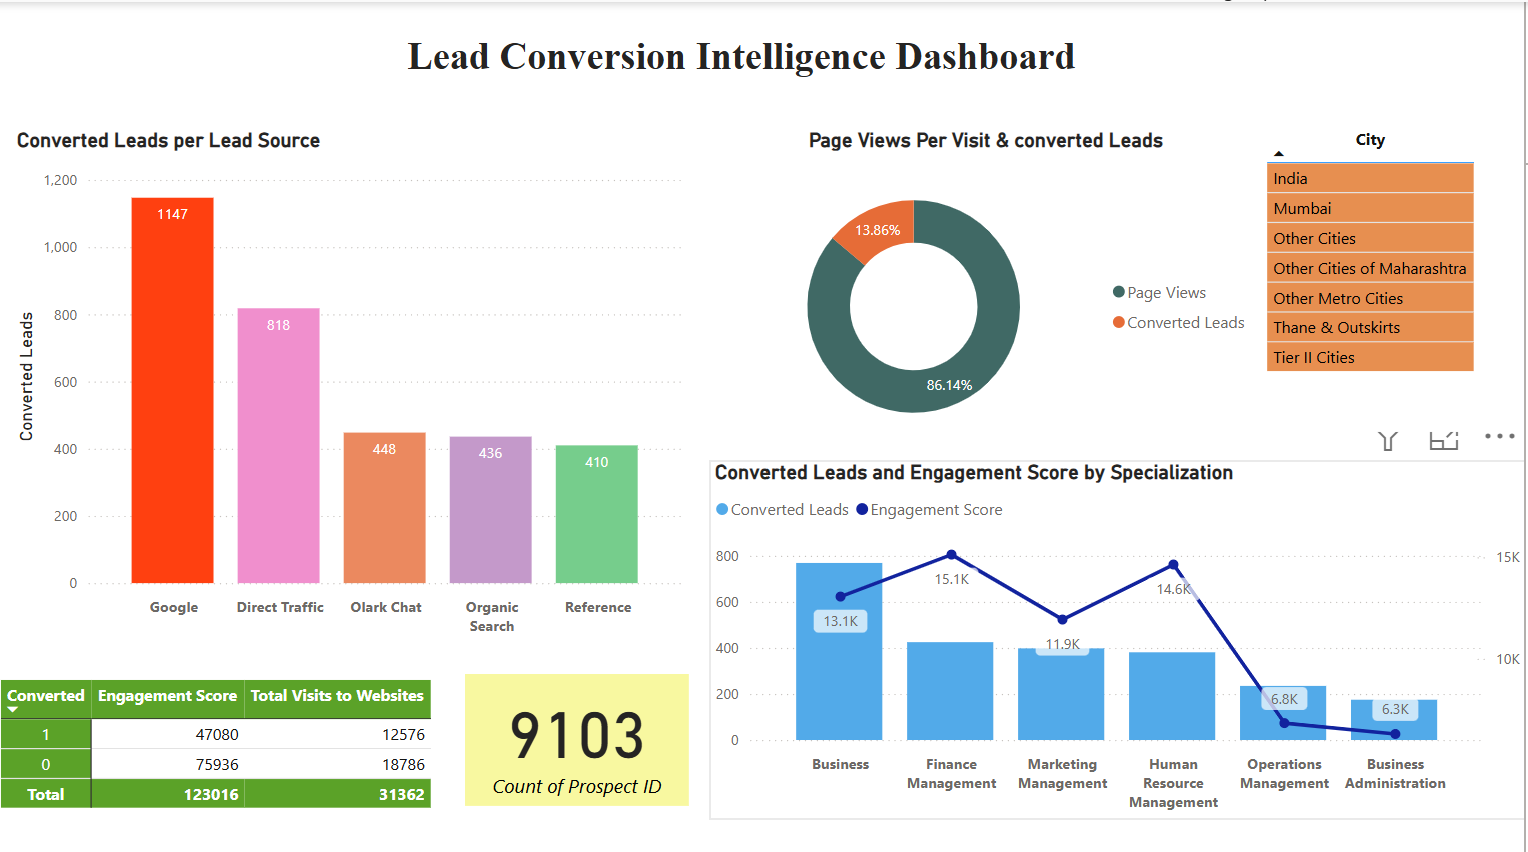 Lead Conversion Intelligence Dashboard
Converted Leads per Lead Source
Converted Leads
1,200
1,000
800
600
400
200
0
1147
818
448
436
410
Google
Direct Traffic
Olark Chat
Organic
Search
Reference
Page Views Per Visit & converted Leads
13.86%
86.14%
Page Views
Converted Leads
City
India
Mumbai
Other Cities
Other Cities of Maharashtra
Other Metro Cities
Thane & Outskirts
Tier II Cities
Converted Engagement Score Total Visits to Websites
1 47080 12576
0 75936 18786
Total 123016 31362
9103
Count of Prospect ID
Converted Leads and Engagement Score by Specialization
Converted Leads Engagement Score
800
600
400
200
0
15K
10K
13.1K
15.1K
11.9K
14.6K
6.8K
6.3K
Business
Finance
Management
Marketing
Management
Human
Resource
Management
Operations
Management
Business
Administration